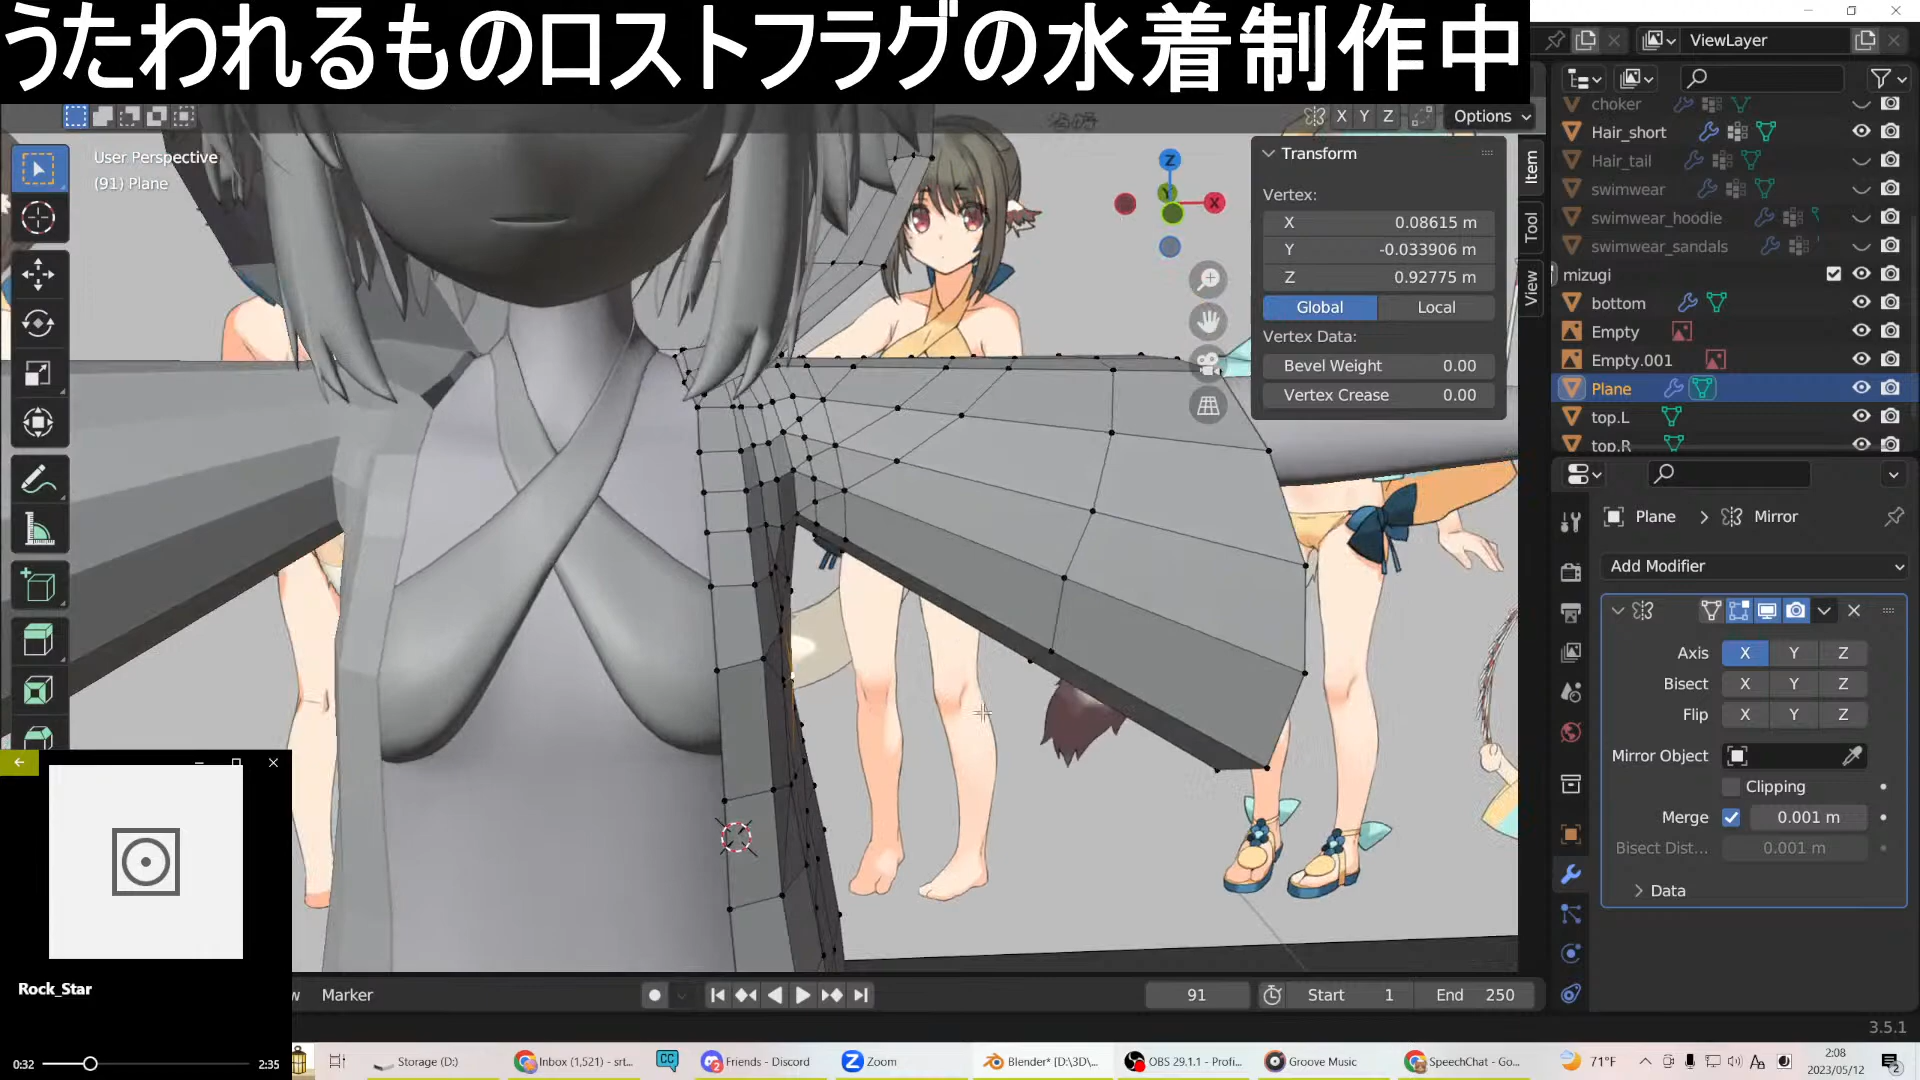 うたわれるものロストフラグの水着制作中
ViewLayer
X Y Z
Options
User Perspective
(91) Plane
Z
Y
X
Transform
Vertex:
X 0.08615 m
Y -0.033906 m
Z 0.92775 m
Global Local
Vertex Data:
Bevel Weight 0.00
Vertex Crease 0.00
Item
Tool
View
choker
Hair_short
Hair_tail
swimwear
swimwear_hoodie
swimwear_sandals
mizugi
bottom
Empty
Empty.001
Plane
top.L
top.R
Plane > Mirror
Add Modifier
Axis X Y Z
Bisect X Y Z
Flip X Y Z
Mirror Object
Clipping
Merge 0.001 m
Bisect Dist... 0.001 m
Data
Rock_Star
0:32 2:35
w Marker
91
Start 1
End 250
3.5.1
Storage (D:)
Inbox (1,521) - srt...
CC
Friends - Discord
Zoom
Blender* [D:\3D\...
OBS 29.1.1 - Profi...
Groove Music
SpeechChat - Go...
71°F
A
2:08
2023/05/12
2